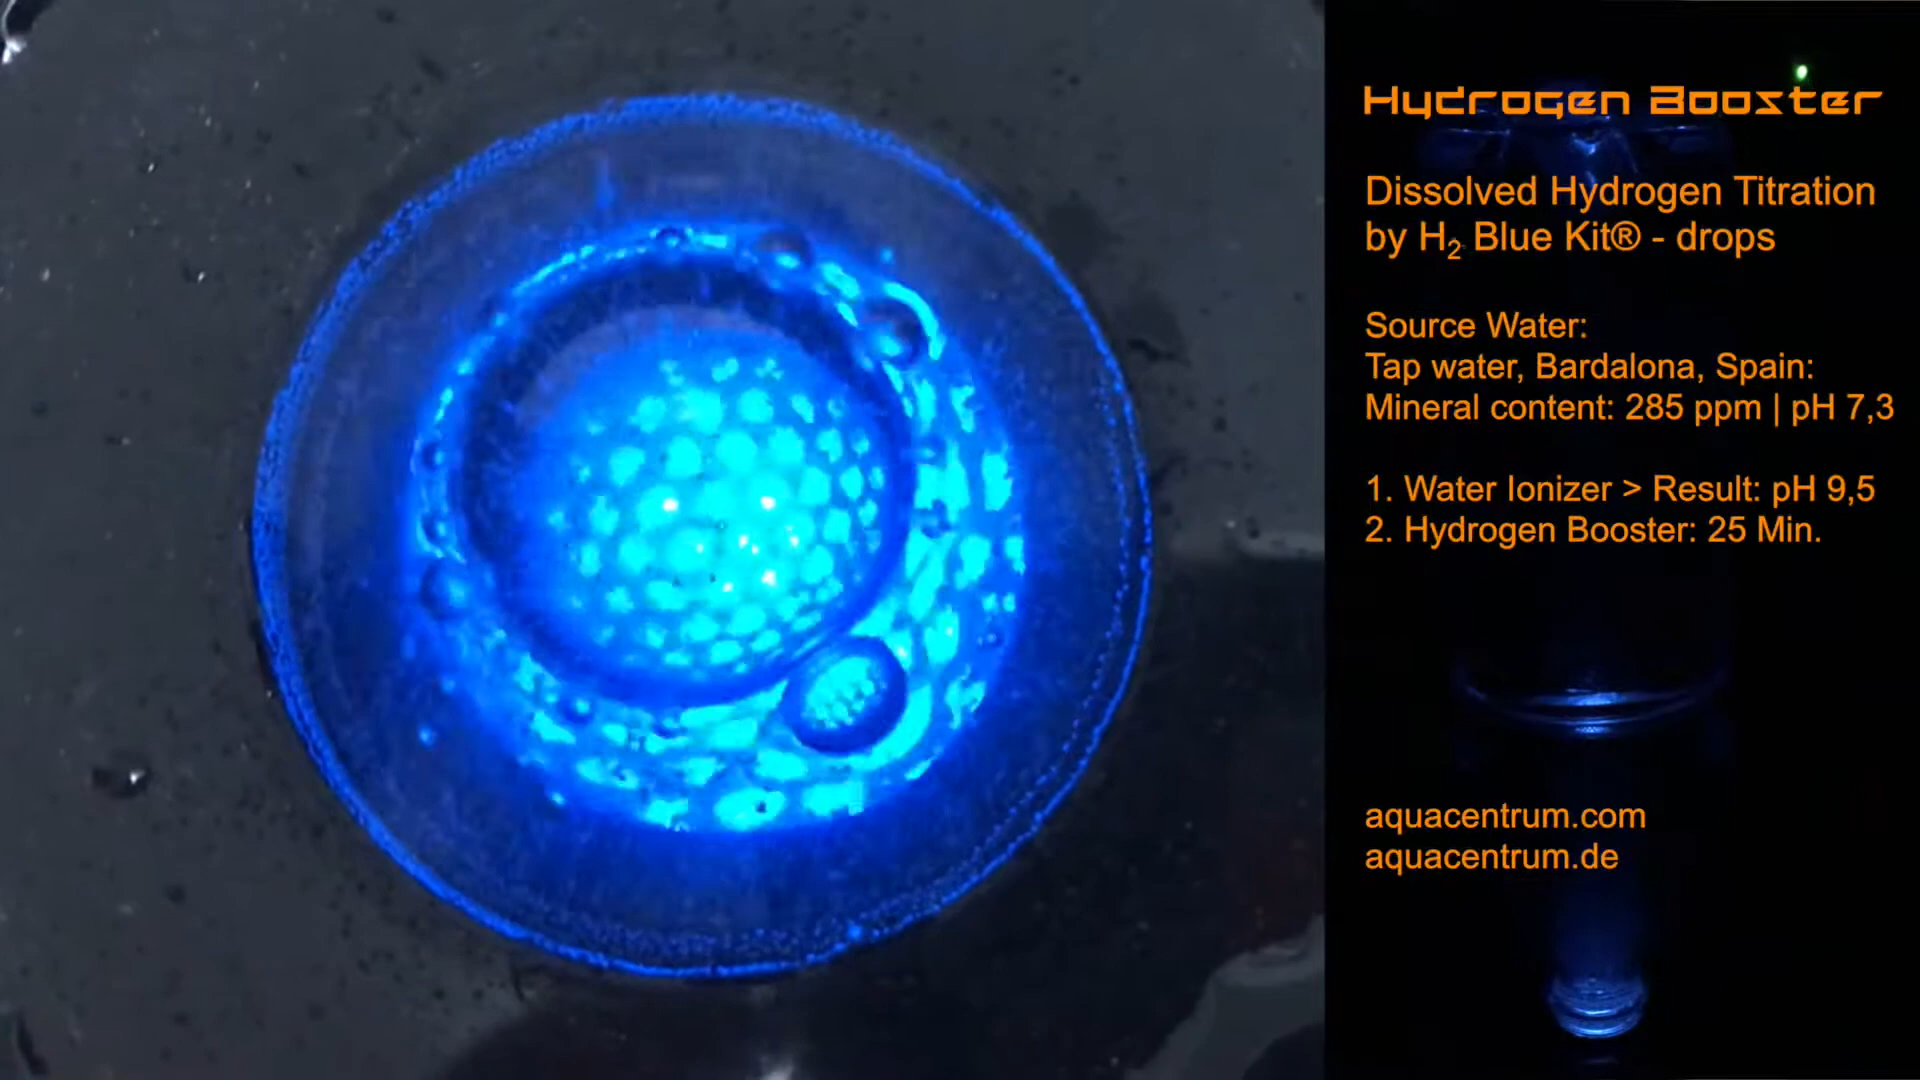 Hydrogen Booster
Dissolved Hydrogen Titration
by H₂ Blue Kit® - drops
Source Water:
Tap water, Bardalona, Spain:
Mineral content: 285 ppm | pH 7,3
1. Water Ionizer > Result: pH 9,5
2. Hydrogen Booster: 25 Min.
aquacentrum.com
aquacentrum.de